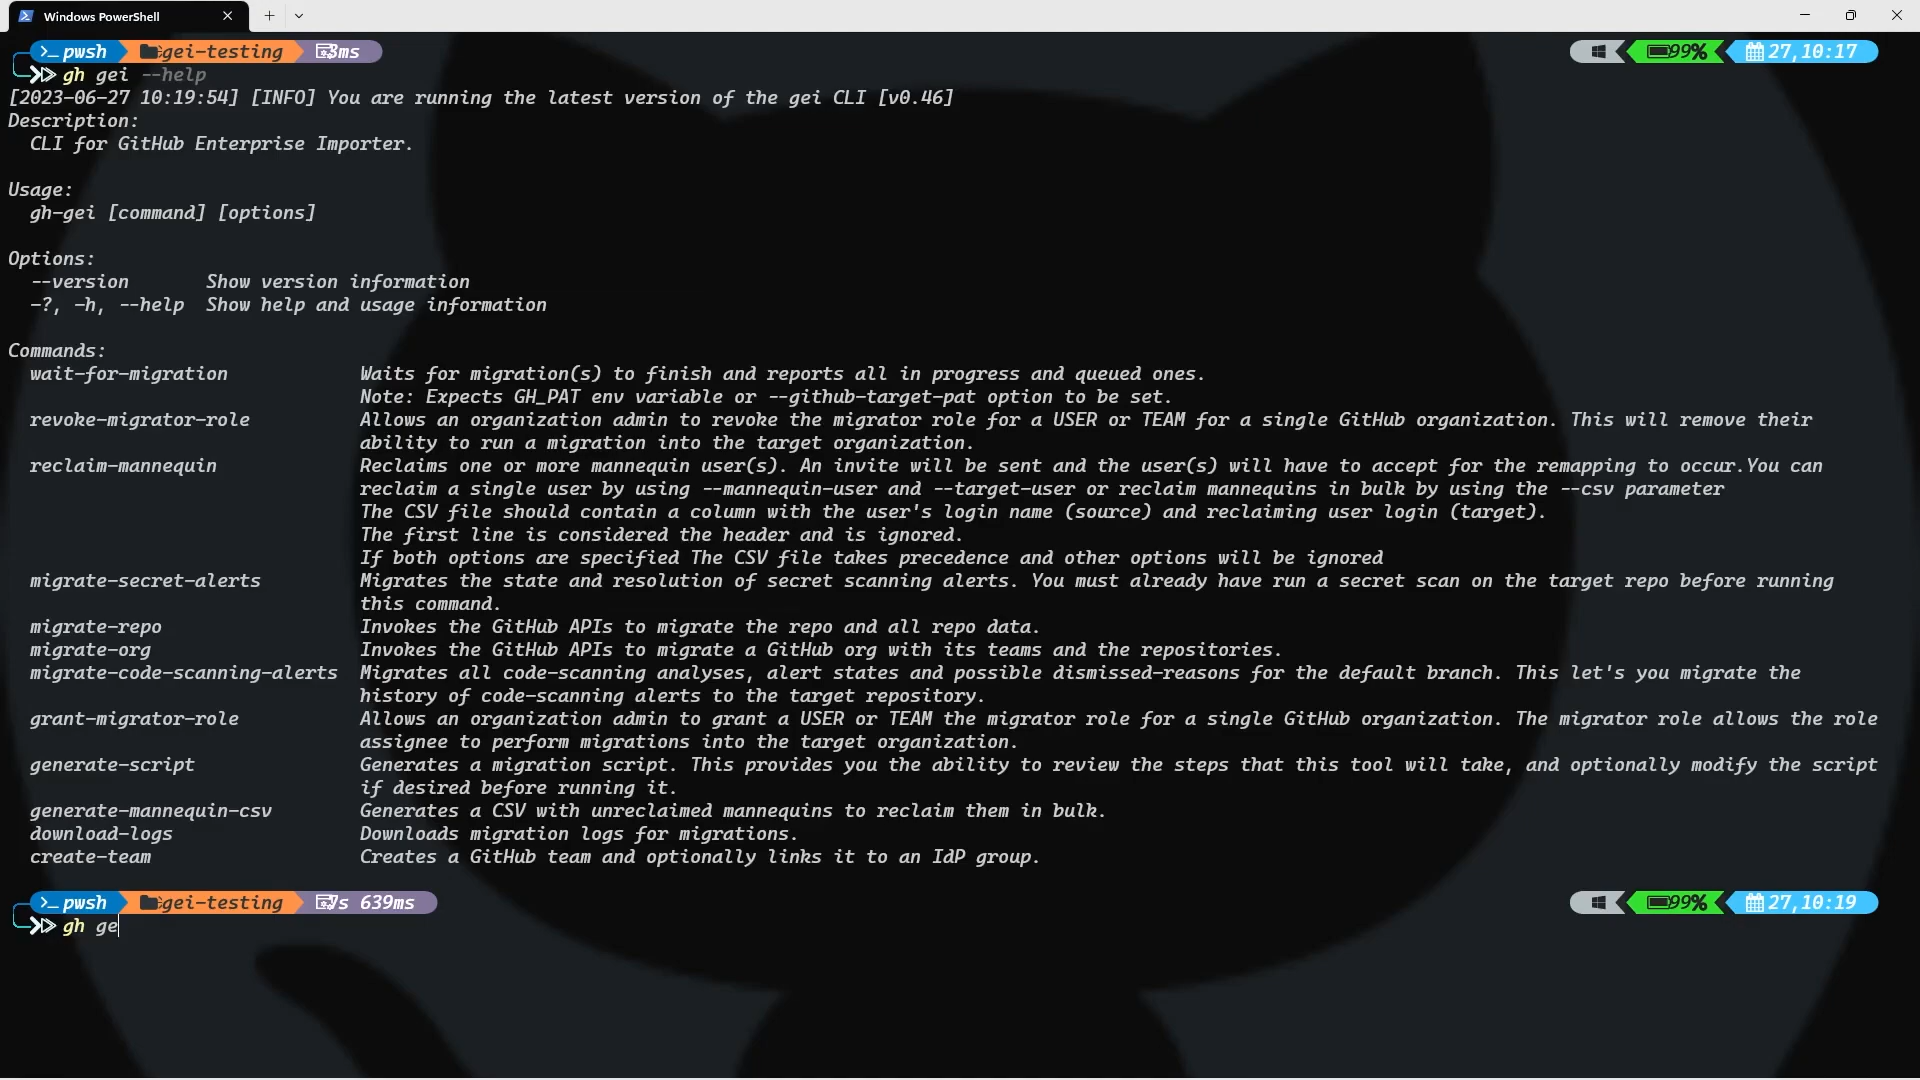 Windows PowerShell
pwsh gei-testing 3ms 99% 27,10:17
gh gei --help
[2023-06-27 10:19:54] [INFO] You are running the latest version of the gei CLI [v0.46]
Description:
CLI for GitHub Enterprise Importer.
Usage:
gh-gei [command] [options]
Options:
--version Show version information
-?, -h, --help Show help and usage information
Commands:
wait-for-migration Waits for migration(s) to finish and reports all in progress and queued ones.
Note: Expects GH_PAT env variable or --github-target-pat option to be set.
revoke-migrator-role Allows an organization admin to revoke the migrator role for a USER or TEAM for a single GitHub organization. This will remove their
ability to run a migration into the target organization.
reclaim-mannequin Reclaims one or more mannequin user(s). An invite will be sent and the user(s) will have to accept for the remapping to occur.You can
reclaim a single user by using --mannequin-user and --target-user or reclaim mannequins in bulk by using the --csv parameter
The CSV file should contain a column with the user's login name (source) and reclaiming user login (target).
The first line is considered the header and is ignored.
If both options are specified The CSV file takes precedence and other options will be ignored
migrate-secret-alerts Migrates the state and resolution of secret scanning alerts. You must already have run a secret scan on the target repo before running
this command.
migrate-repo Invokes the GitHub APIs to migrate the repo and all repo data.
migrate-org Invokes the GitHub APIs to migrate a GitHub org with its teams and the repositories.
migrate-code-scanning-alerts Migrates all code-scanning analyses, alert states and possible dismissed-reasons for the default branch. This let's you migrate the
history of code-scanning alerts to the target repository.
grant-migrator-role Allows an organization admin to grant a USER or TEAM the migrator role for a single GitHub organization. The migrator role allows the role
assignee to perform migrations into the target organization.
generate-script Generates a migration script. This provides you the ability to review the steps that this tool will take, and optionally modify the script
if desired before running it.
generate-mannequin-csv Generates a CSV with unreclaimed mannequins to reclaim them in bulk.
download-logs Downloads migration logs for migrations.
create-team Creates a GitHub team and optionally links it to an IdP group.
pwsh gei-testing 7s 639ms 99% 27,10:19
gh ge